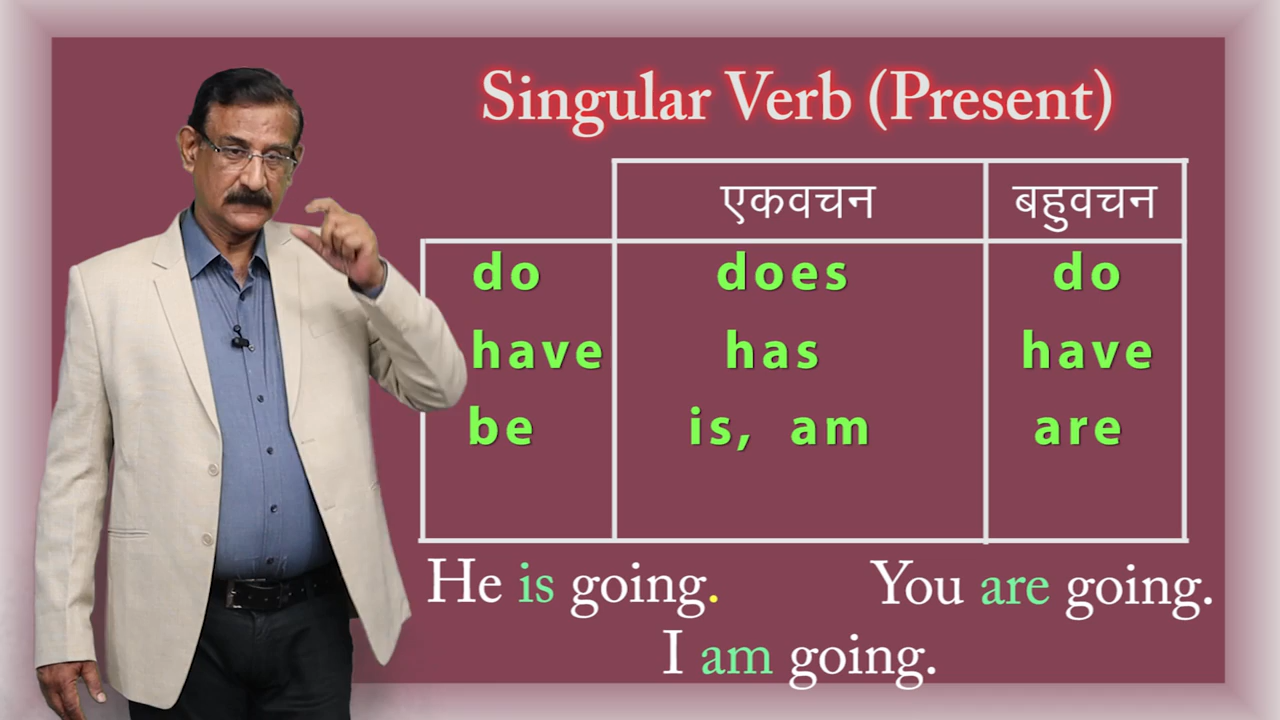 Singular Verb (Present)
एकवचन बहुवचन
do does do
have has have
be is, am are
He is going. You are going.
I am going.